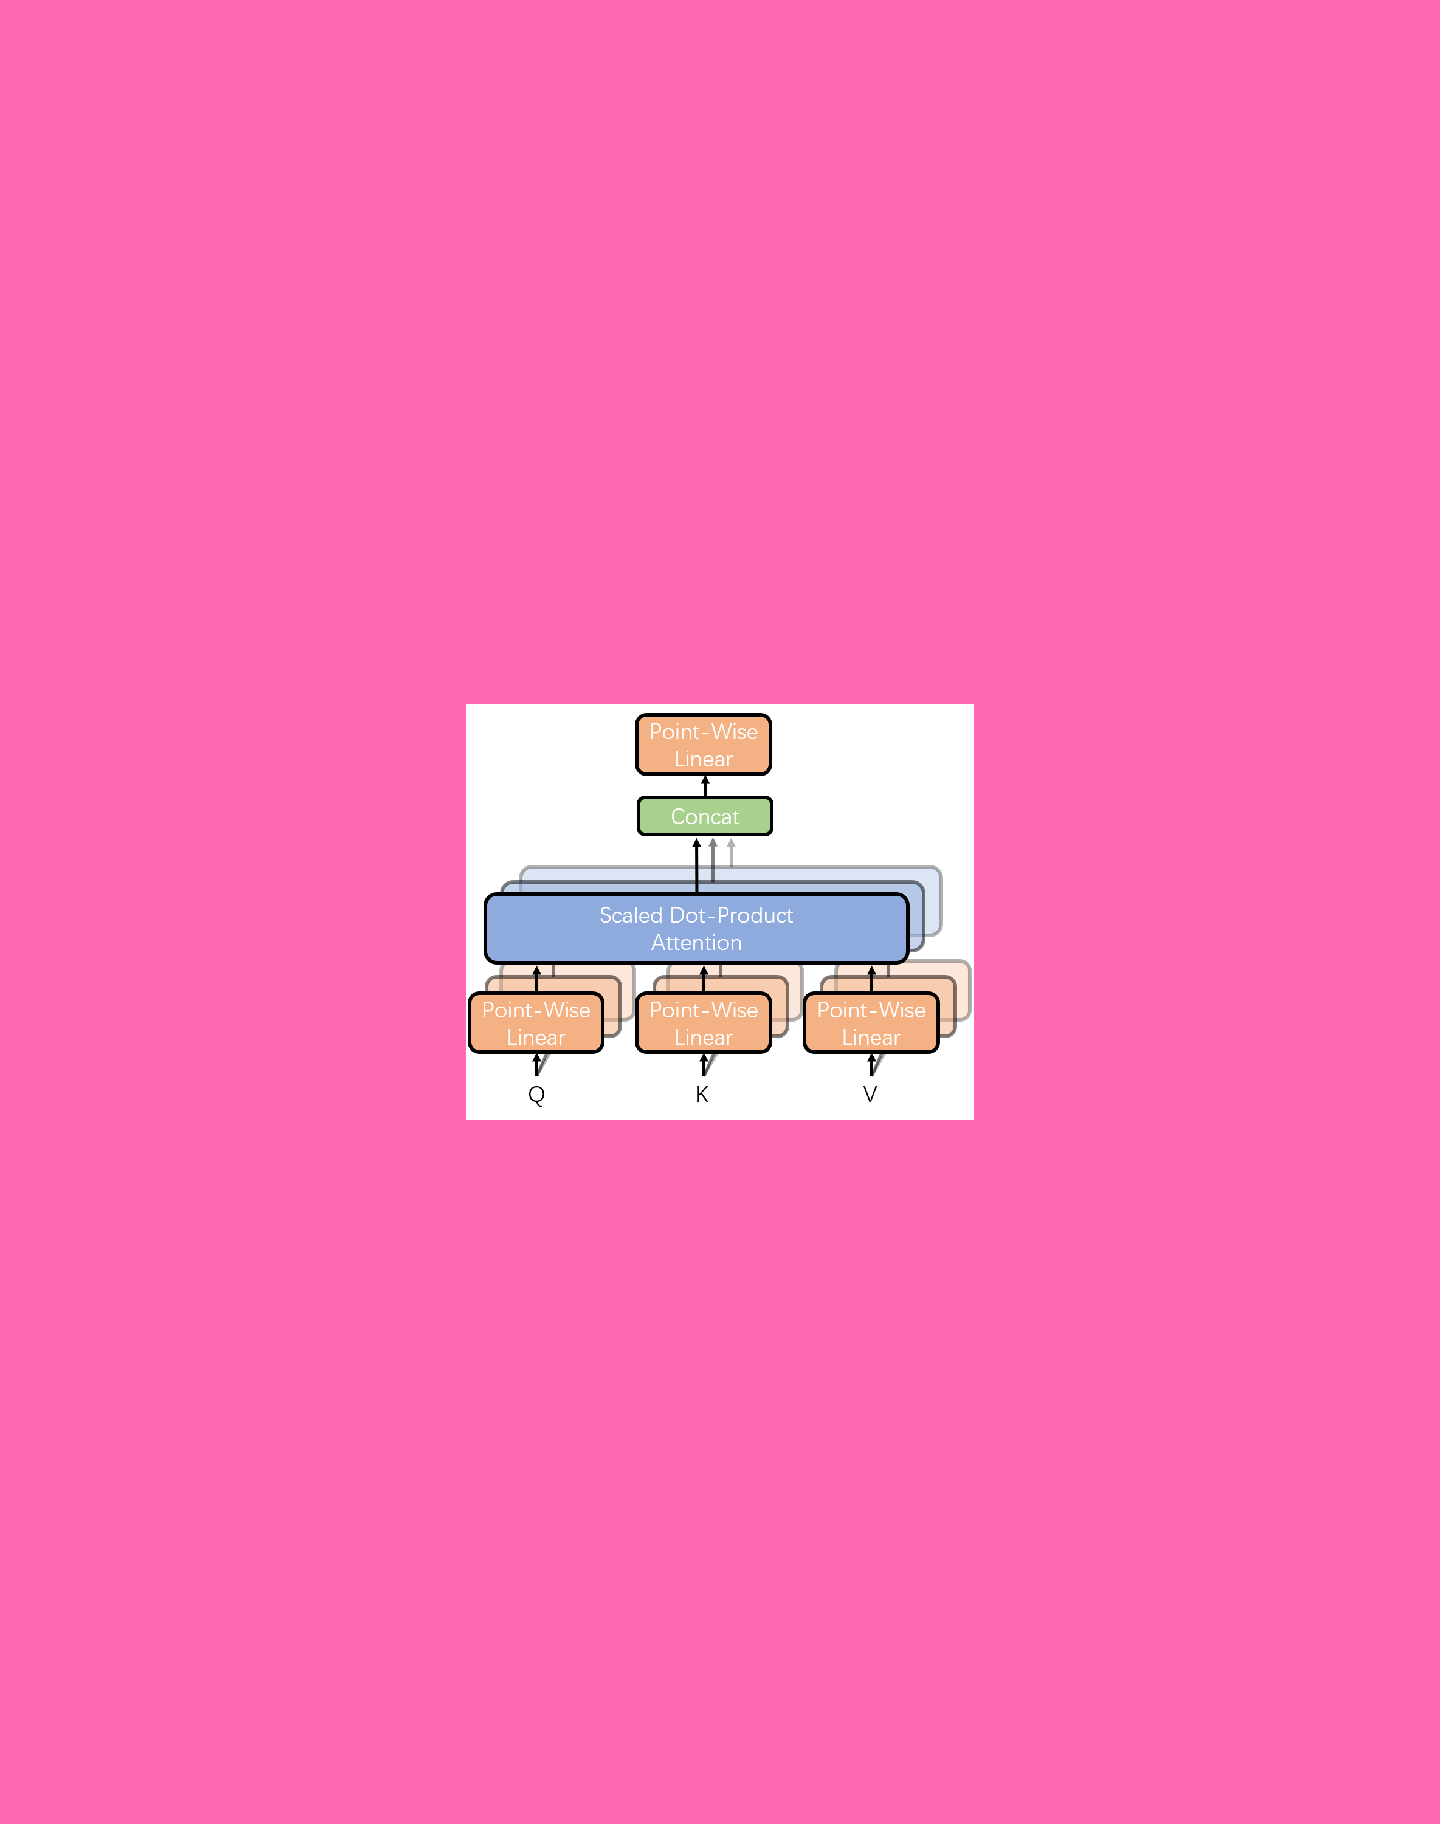 Point-Wise
Linear
Concat
Scaled Dot-Product
Attention
Point-Wise
Linear
Point-Wise
Linear
Point-Wise
Linear
Q
K
V